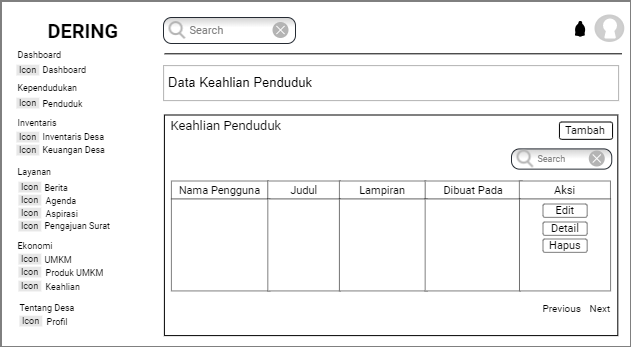 DERING
Search
Dashboard
Icon Dashboard
Kependudukan
Icon Penduduk
Inventaris
Icon Inventaris Desa
Icon Keuangan Desa
Layanan
Icon Berita
Icon Agenda
Icon Aspirasi
Icon Pengajuan Surat
Ekonomi
Icon UMKM
Icon Produk UMKM
Icon Keahlian
Tentang Desa
Icon Profil
Data Keahlian Penduduk
Keahlian Penduduk
Tambah
Search
Nama Pengguna Judul Lampiran Dibuat Pada Aksi
Edit
Detail
Hapus
Previous Next